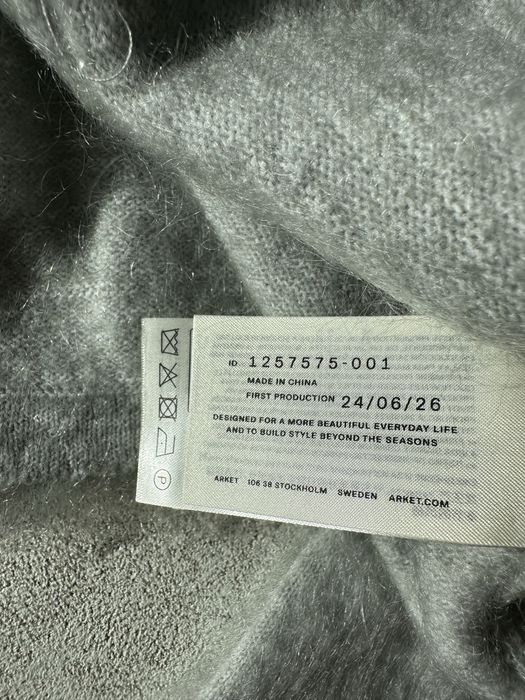 ID 1257575-001
MADE IN CHINA
FIRST PRODUCTION 24/06/26
DESIGNED FOR A MORE BEAUTIFUL EVERYDAY LIFE
AND TO BUILD STYLE BEYOND THE SEASONS
ARKET 106 38 STOCKHOLM SWEDEN ARKET.COM
P